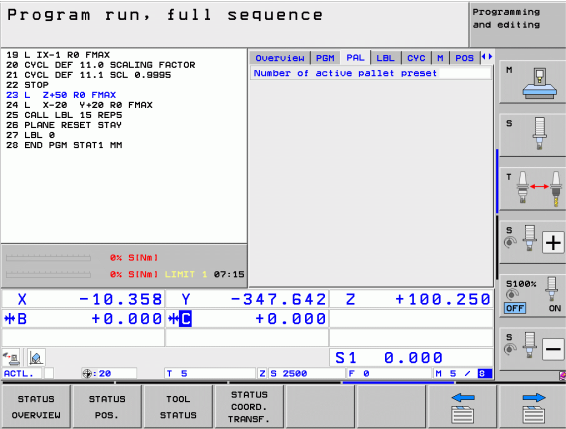 Program run, full sequence
Programming
and editing
19 L IX-1 R0 FMAX
20 CYCL DEF 11.0 SCALING FACTOR
21 CYCL DEF 11.1 SCL 0.9995
22 STOP
23 L Z+50 R0 FMAX
24 L X-20 Y+20 R0 FMAX
25 CALL LBL 15 REP5
26 PLANE RESET STAY
27 LBL 0
28 END PGM STAT1 MM
Overview PGM PAL LBL CYC M POS
Number of active pallet preset
0% S[Nm]
0% S[Nm] LIMIT 1 07:15
X -10.358 Y -347.642 Z +100.250
B +0.000 C +0.000
S1 0.000
ACTL. : 20 T 5 Z S 2500 F 0 M 5 / 8
M
S
T
S
S100%
OFF ON
S
STATUS
OVERVIEW
STATUS
POS.
TOOL
STATUS
STATUS
COORD.
TRANSF.